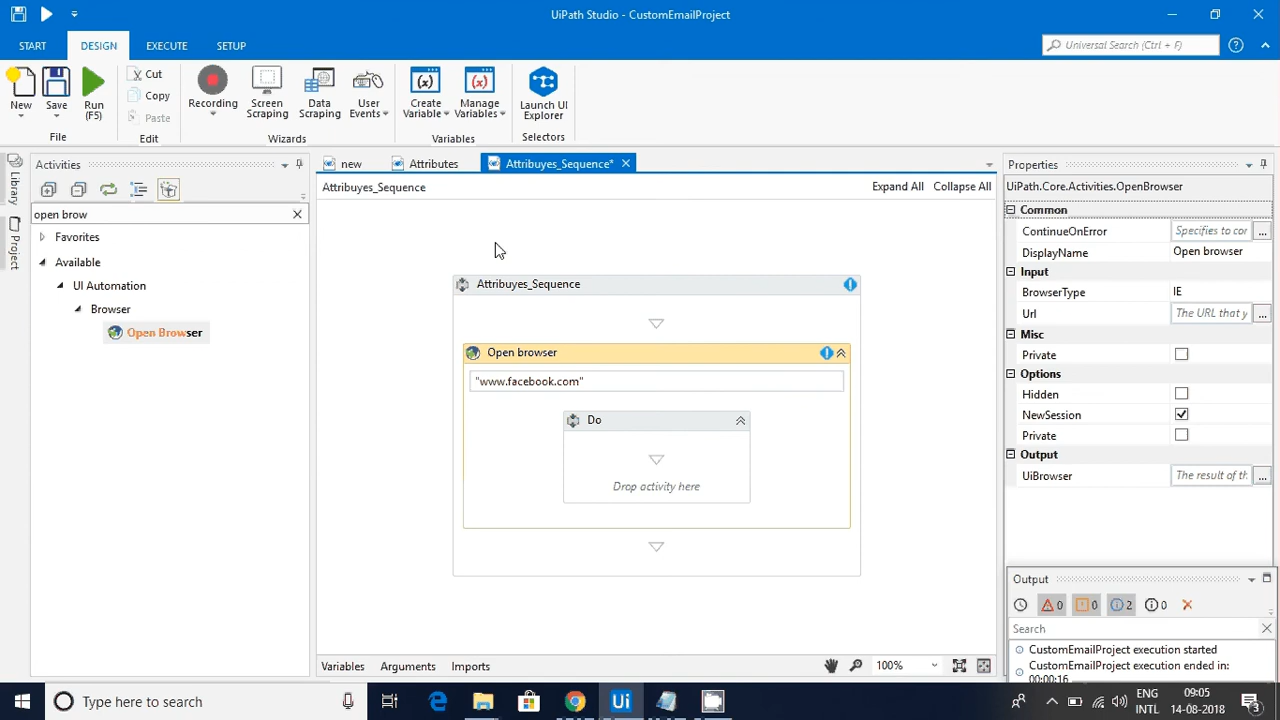 UiPath Studio - CustomEmailProject
START DESIGN EXECUTE SETUP
Universal Search (Ctrl + F)
New Save Run (F5)
Cut
Copy
Paste
Recording Screen Scraping Data Scraping User Events
Create Variable Manage Variables
Launch UI Explorer
File Edit Wizards Variables Selectors
Activities
new Attributes Attribuyes_Sequence*
Properties
Library
Project
Attribuyes_Sequence Expand All Collapse All
UiPath.Core.Activities.OpenBrowser
open brow
Favorites
Available
UI Automation
Browser
Open Browser
Attribuyes_Sequence
Open browser
"www.facebook.com"
Do
Drop activity here
Common
ContinueOnError Specifies to cor ...
DisplayName Open browser
Input
BrowserType IE
Url The URL that y ...
Misc
Private
Options
Hidden
NewSession
Private
Output
UiBrowser The result of th ...
Output
0 0 2 0
Search
CustomEmailProject execution started
CustomEmailProject execution ended in: 00:00:16
Variables Arguments Imports 100%
Type here to search
Ui
ENG
INTL
09:05
14-08-2018
3